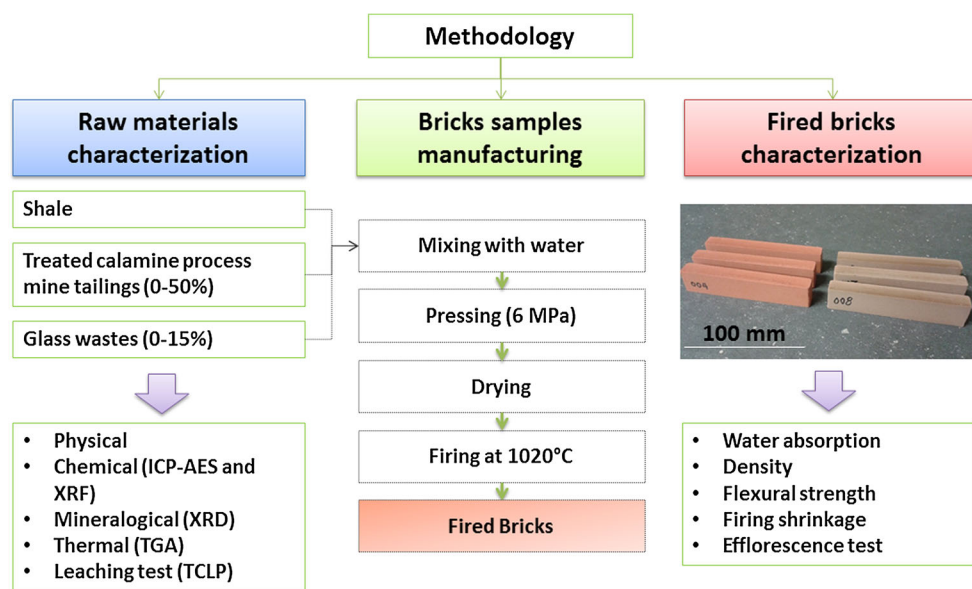 Methodology
Raw materials
characterization
Shale
Treated calamine process
mine tailings (0-50%)
Glass wastes (0-15%)
• Physical
• Chemical (ICP-AES and
XRF)
• Mineralogical (XRD)
• Thermal (TGA)
• Leaching test (TCLP)
Bricks samples
manufacturing
Mixing with water
Pressing (6 MPa)
Drying
Firing at 1020°C
Fired Bricks
Fired bricks
characterization
009
008
100 mm
• Water absorption
• Density
• Flexural strength
• Firing shrinkage
• Efflorescence test